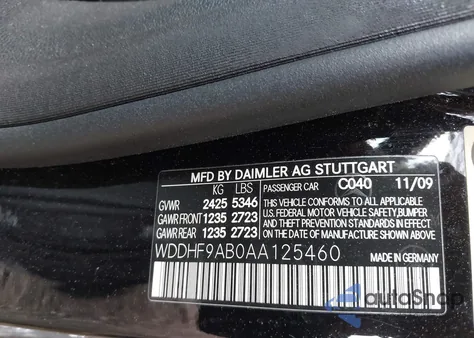 MFD BY DAIMLER AG STUTTGART
KG LBS PASSENGER CAR C040 11/09
GVWR 2425 5346 THIS VEHICLE CONFORMS TO ALL APPLICABLE
GAWR FRONT 1235 2723 U.S. FEDERAL MOTOR VEHICLE SAFETY, BUMPER,
GAWR REAR 1235 2723 AND THEFT PREVENTION STANDARDS IN EFFECT
ON THE DATE OF MANUFACTURE SHOWN ABOVE.
WDDHF9AB0AA125460 MADE IN GERMANY
autoShop